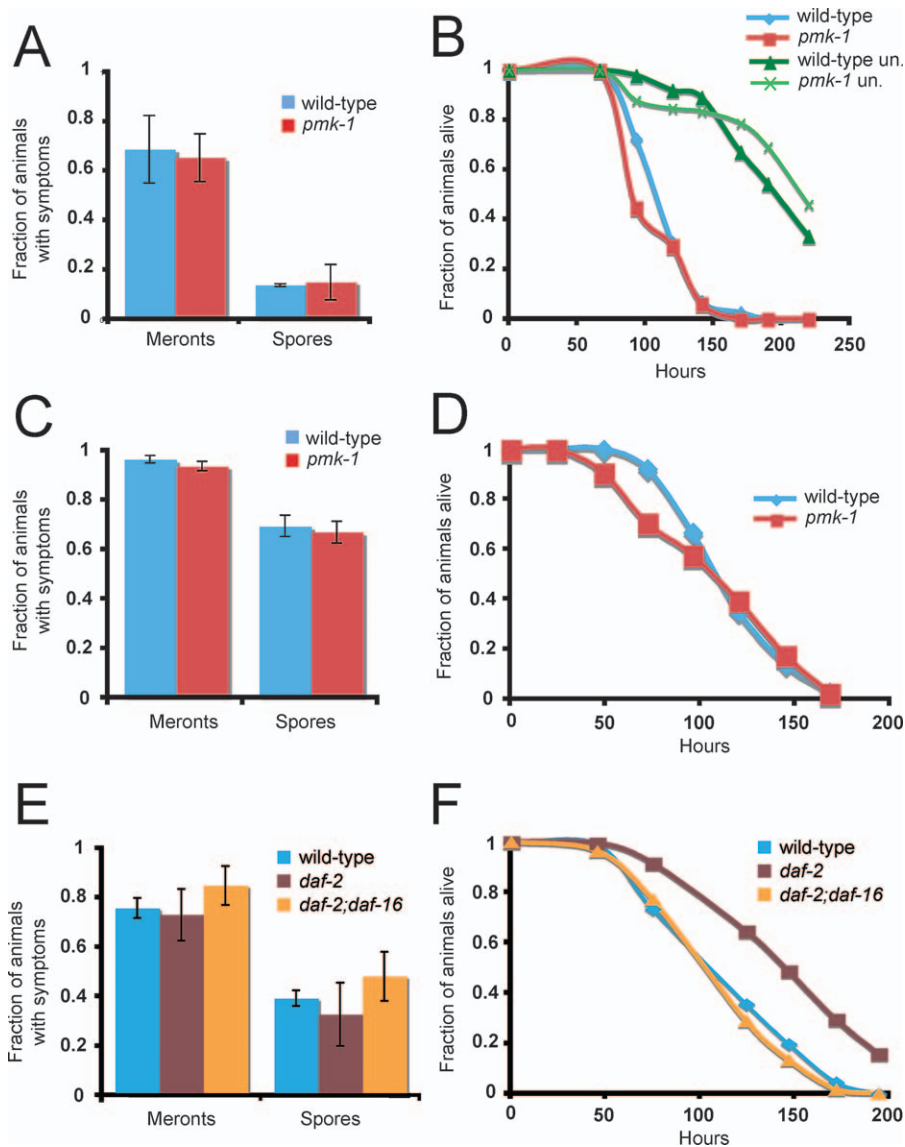 A
Fraction of animals
with symptoms
1
0.8
0.6
0.4
0.2
0
Meronts
Spores
wild-type
pmk-1
B
Fraction of animals alive
1
0.8
0.6
0.4
0.2
0
0
50
100
150
200
250
Hours
wild-type
pmk-1
wild-type un.
pmk-1 un.
C
Fraction of animals
with symptoms
1
0.8
0.6
0.4
0.2
0
Meronts
Spores
wild-type
pmk-1
D
Fraction of animals alive
1
0.8
0.6
0.4
0.2
0
0
50
100
150
200
Hours
wild-type
pmk-1
E
Fraction of animals
with symptoms
1
0.8
0.6
0.4
0.2
0
Meronts
Spores
wild-type
daf-2
daf-2;daf-16
F
Fraction of animals alive
1
0.8
0.6
0.4
0.2
0
0
50
100
150
200
Hours
wild-type
daf-2
daf-2;daf-16